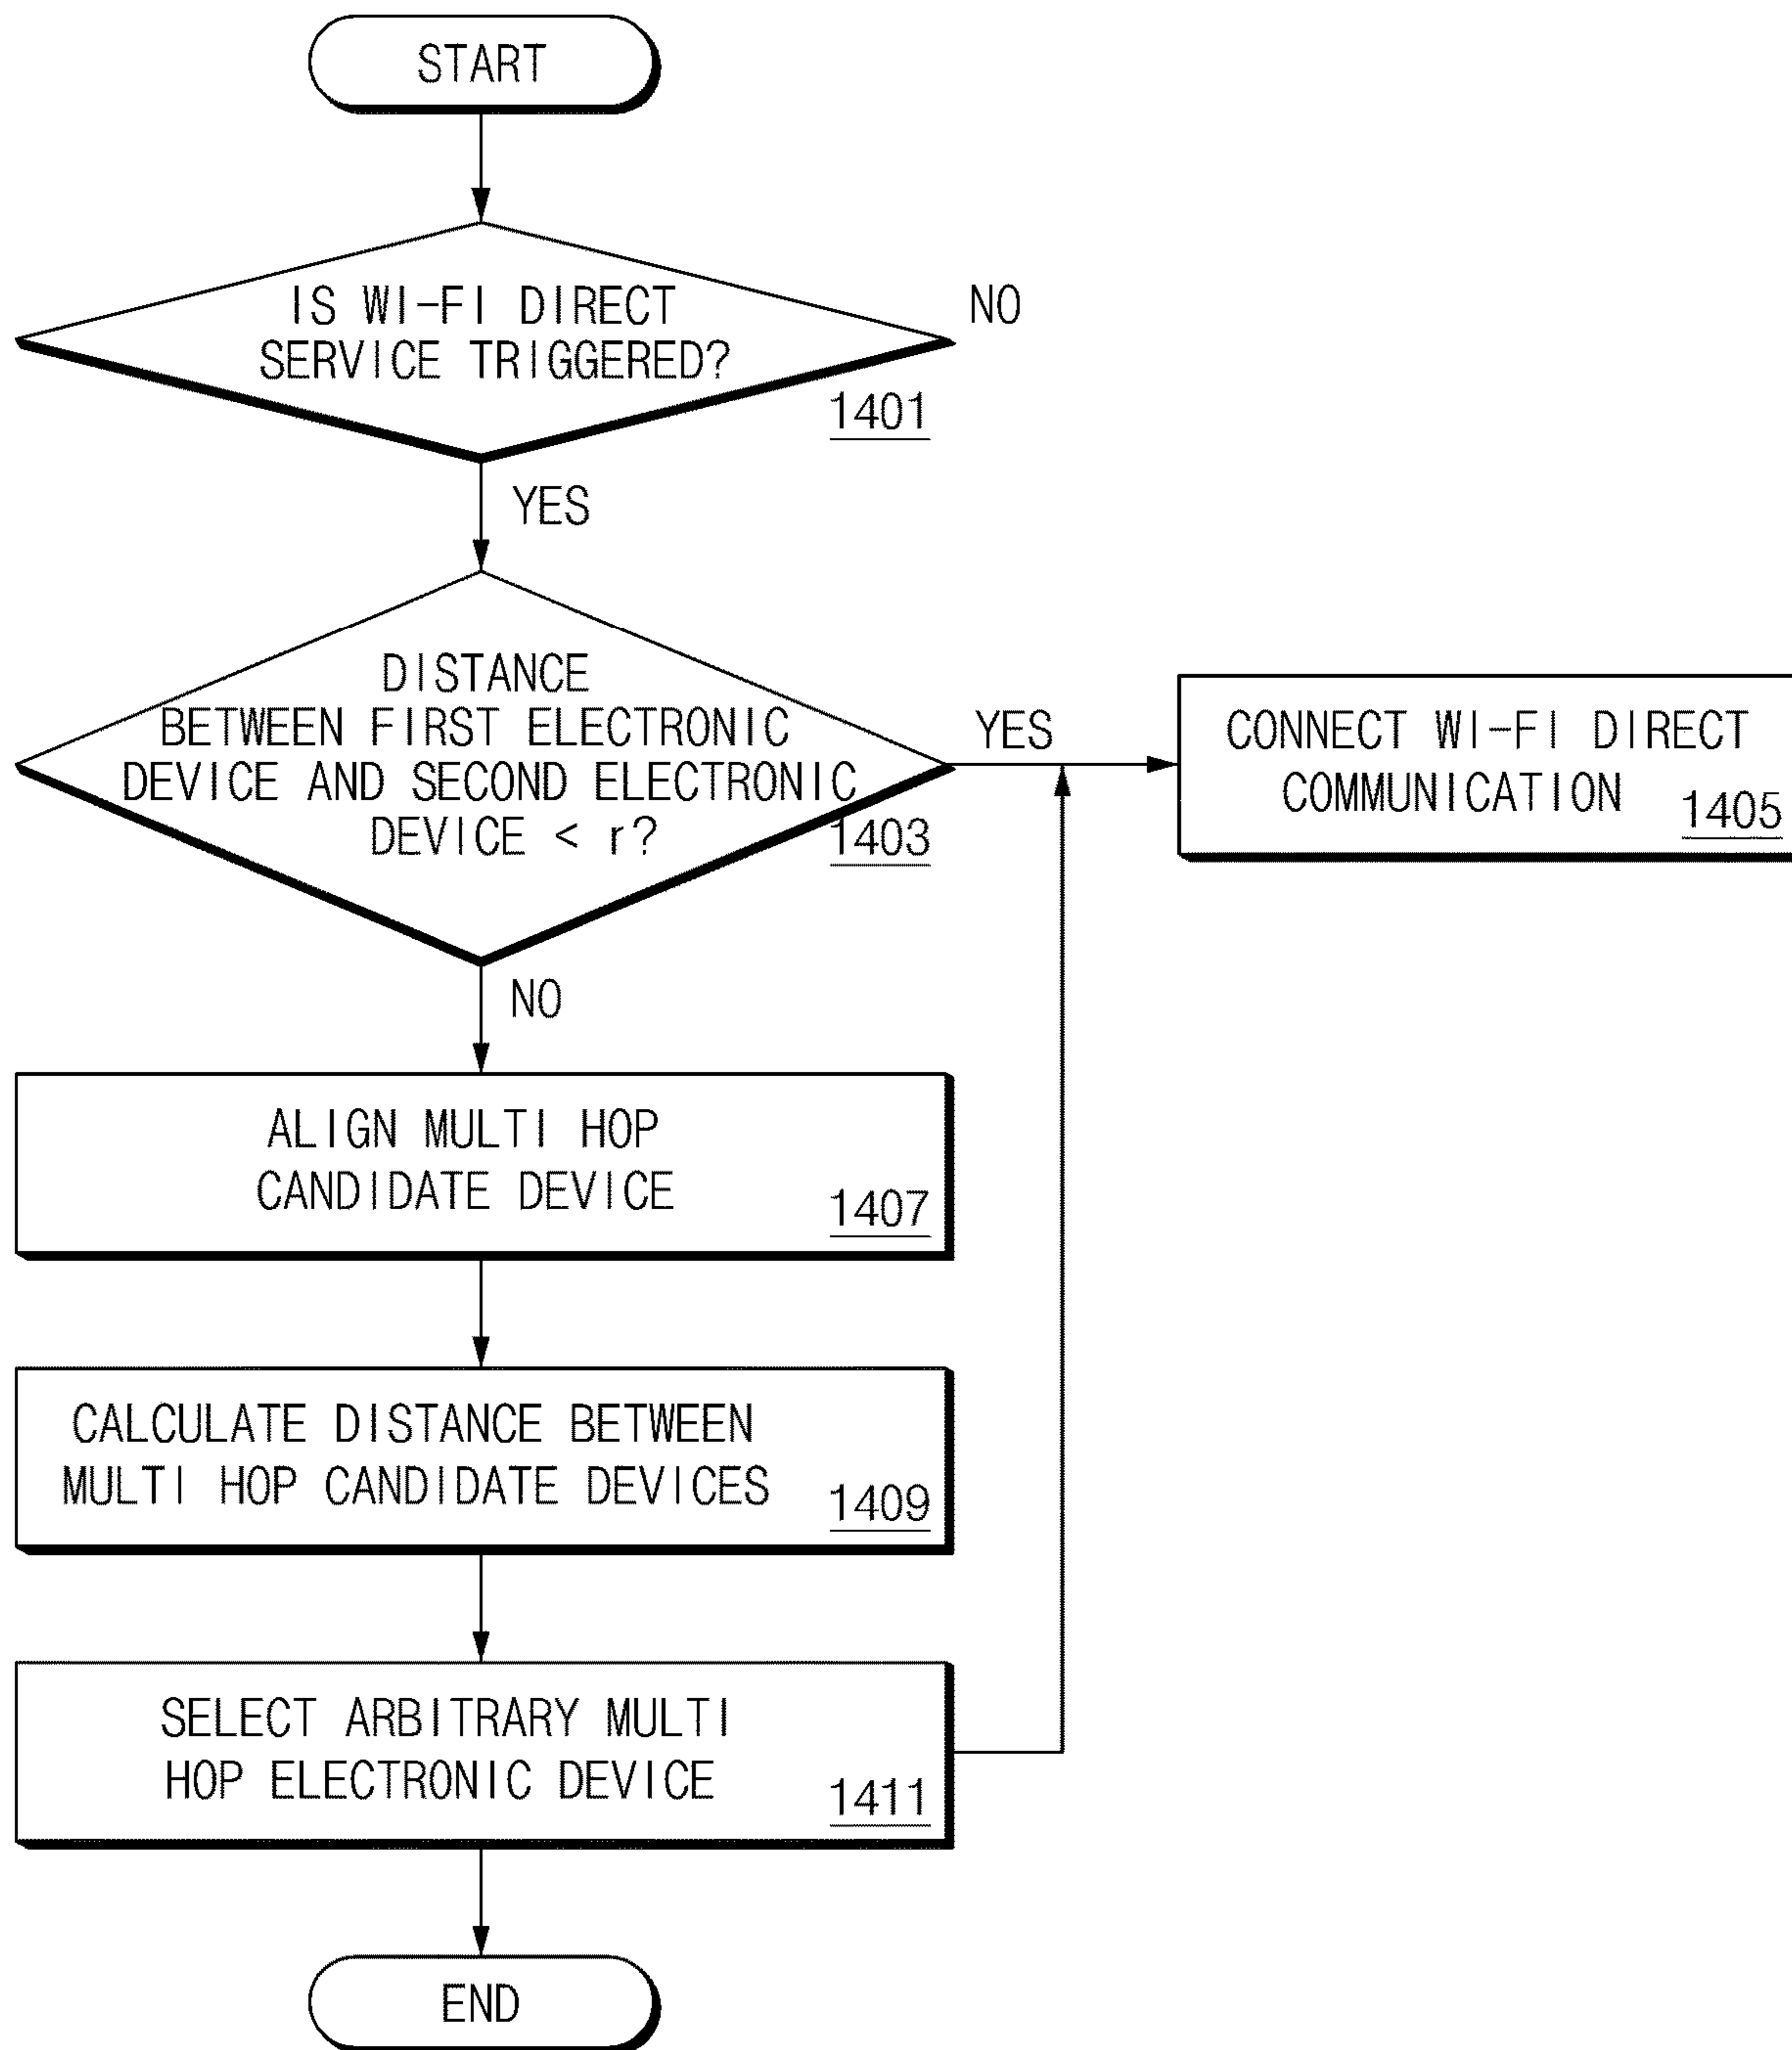 START
IS WI-FI DIRECT
SERVICE TRIGGERED?
NO
1401
YES
DISTANCE
BETWEEN FIRST ELECTRONIC
DEVICE AND SECOND ELECTRONIC
DEVICE < r?
1403
YES
CONNECT WI-FI DIRECT
COMMUNICATION
1405
NO
ALIGN MULTI HOP
CANDIDATE DEVICE
1407
CALCULATE DISTANCE BETWEEN
MULTI HOP CANDIDATE DEVICES
1409
SELECT ARBITRARY MULTI
HOP ELECTRONIC DEVICE
1411
END